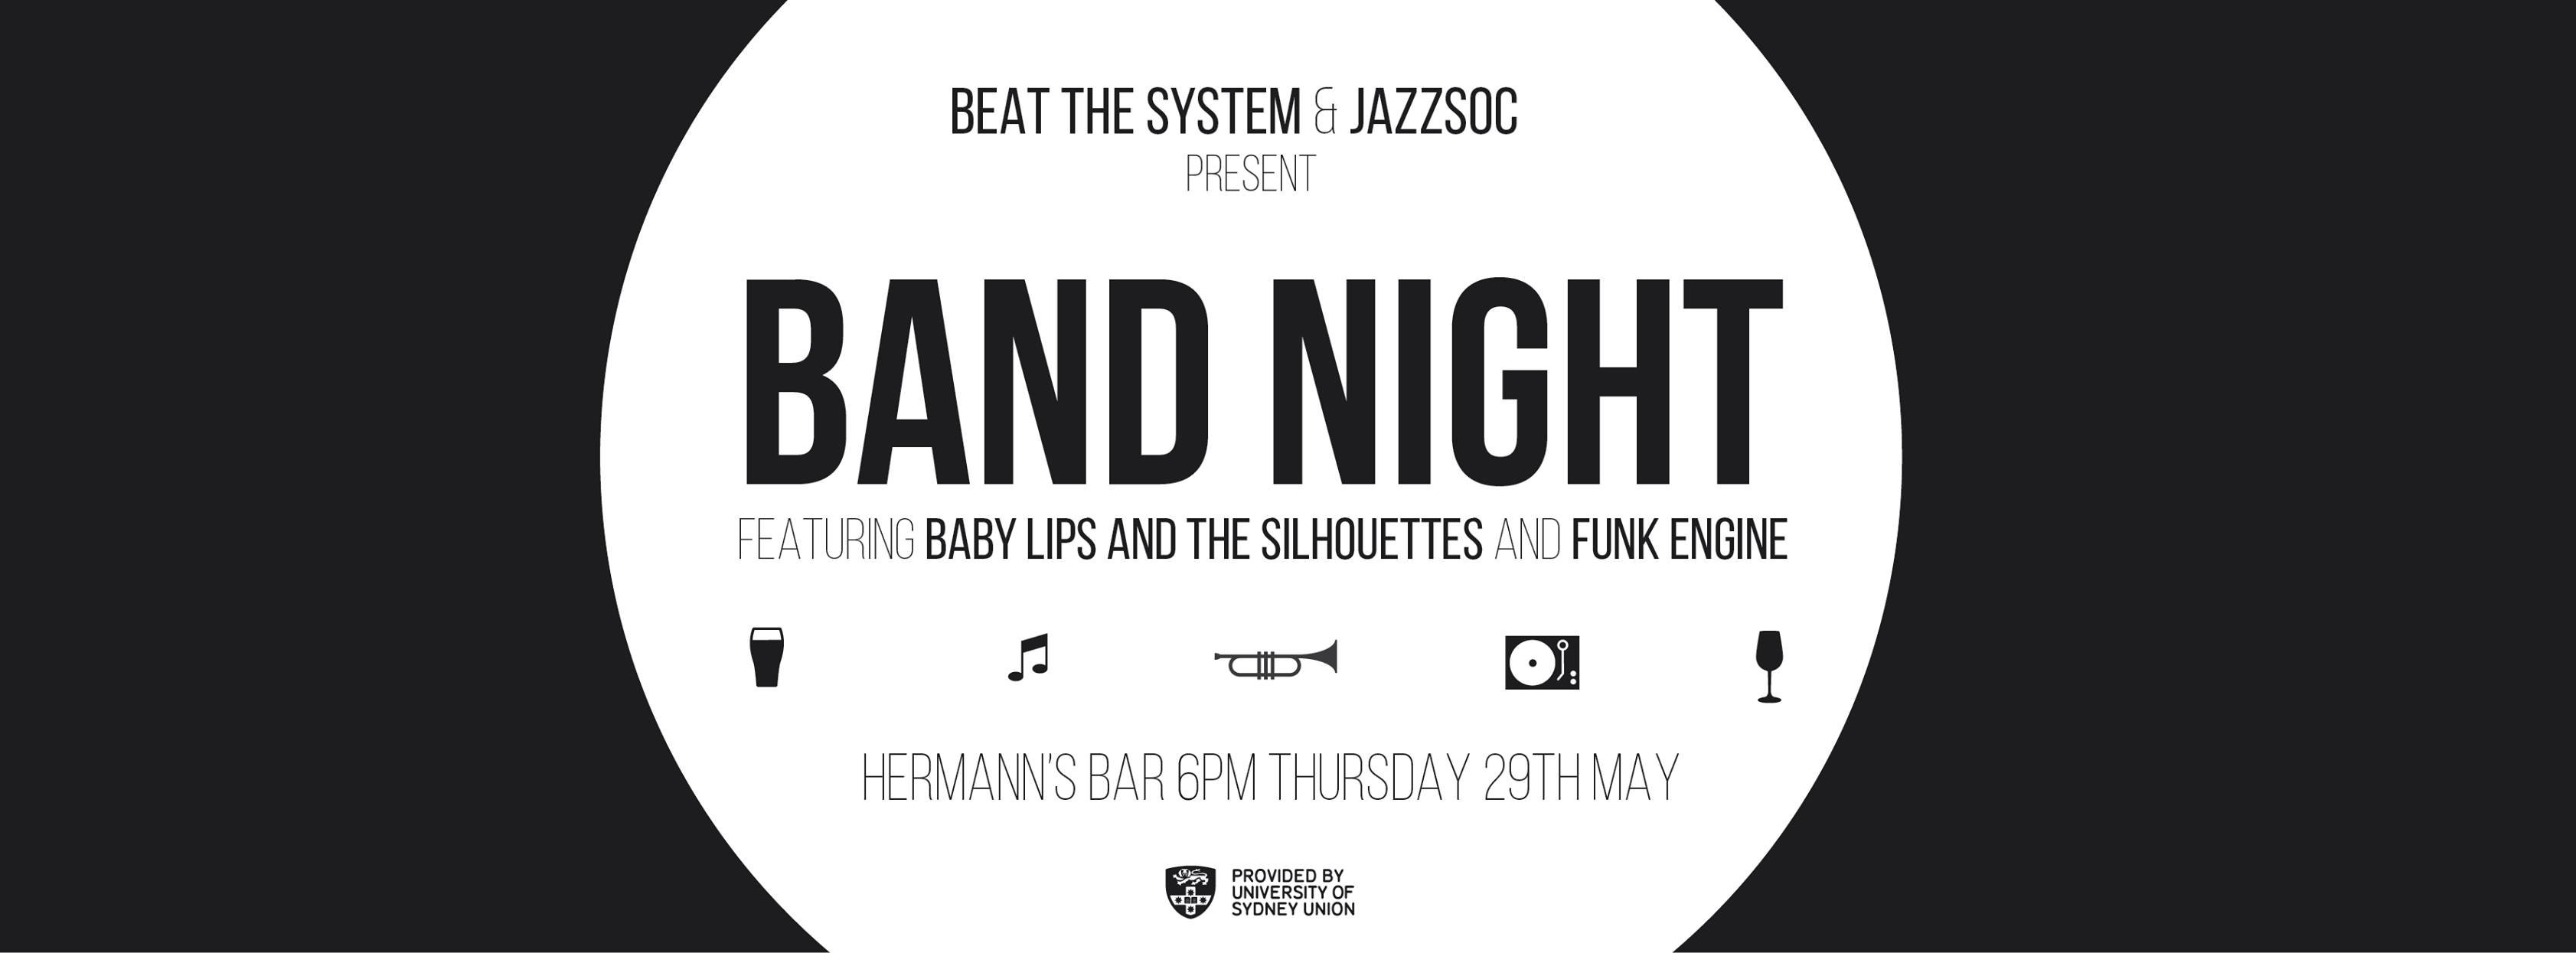 BEAT THE SYSTEM & JAZZSOC
PRESENT
BAND NIGHT
FEATURING BABY LIPS AND THE SILHOUETTES AND FUNK ENGINE
HERMANN'S BAR 6PM THURSDAY 29TH MAY
PROVIDED BY
UNIVERSITY OF
SYDNEY UNION